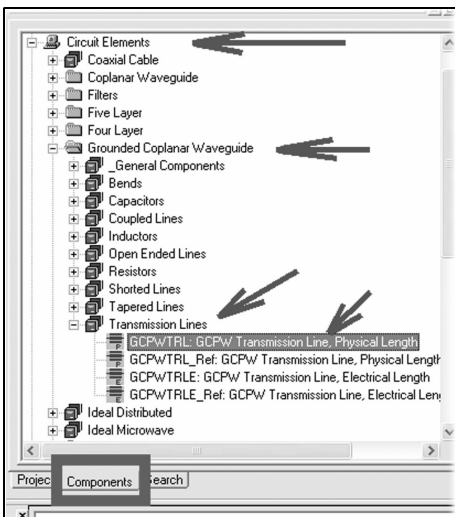 Circuit Elements
Coaxial Cable
Coplanar Waveguide
Filters
Five Layer
Four Layer
Grounded Coplanar Waveguide
_General Components
Bends
Capacitors
Coupled Lines
Inductors
Open Ended Lines
Resistors
Shorted Lines
Tapered Lines
Transmission Lines
GCPWTRL: GCPW Transmission Line, Physical Length
GCPWTRL_Ref: GCPW Transmission Line, Physical Length
GCPWTRLE: GCPW Transmission Line, Electrical Length
GCPWTRLE_Ref: GCPW Transmission Line, Electrical Len
Ideal Distributed
Ideal Microwave
Projec Components earch